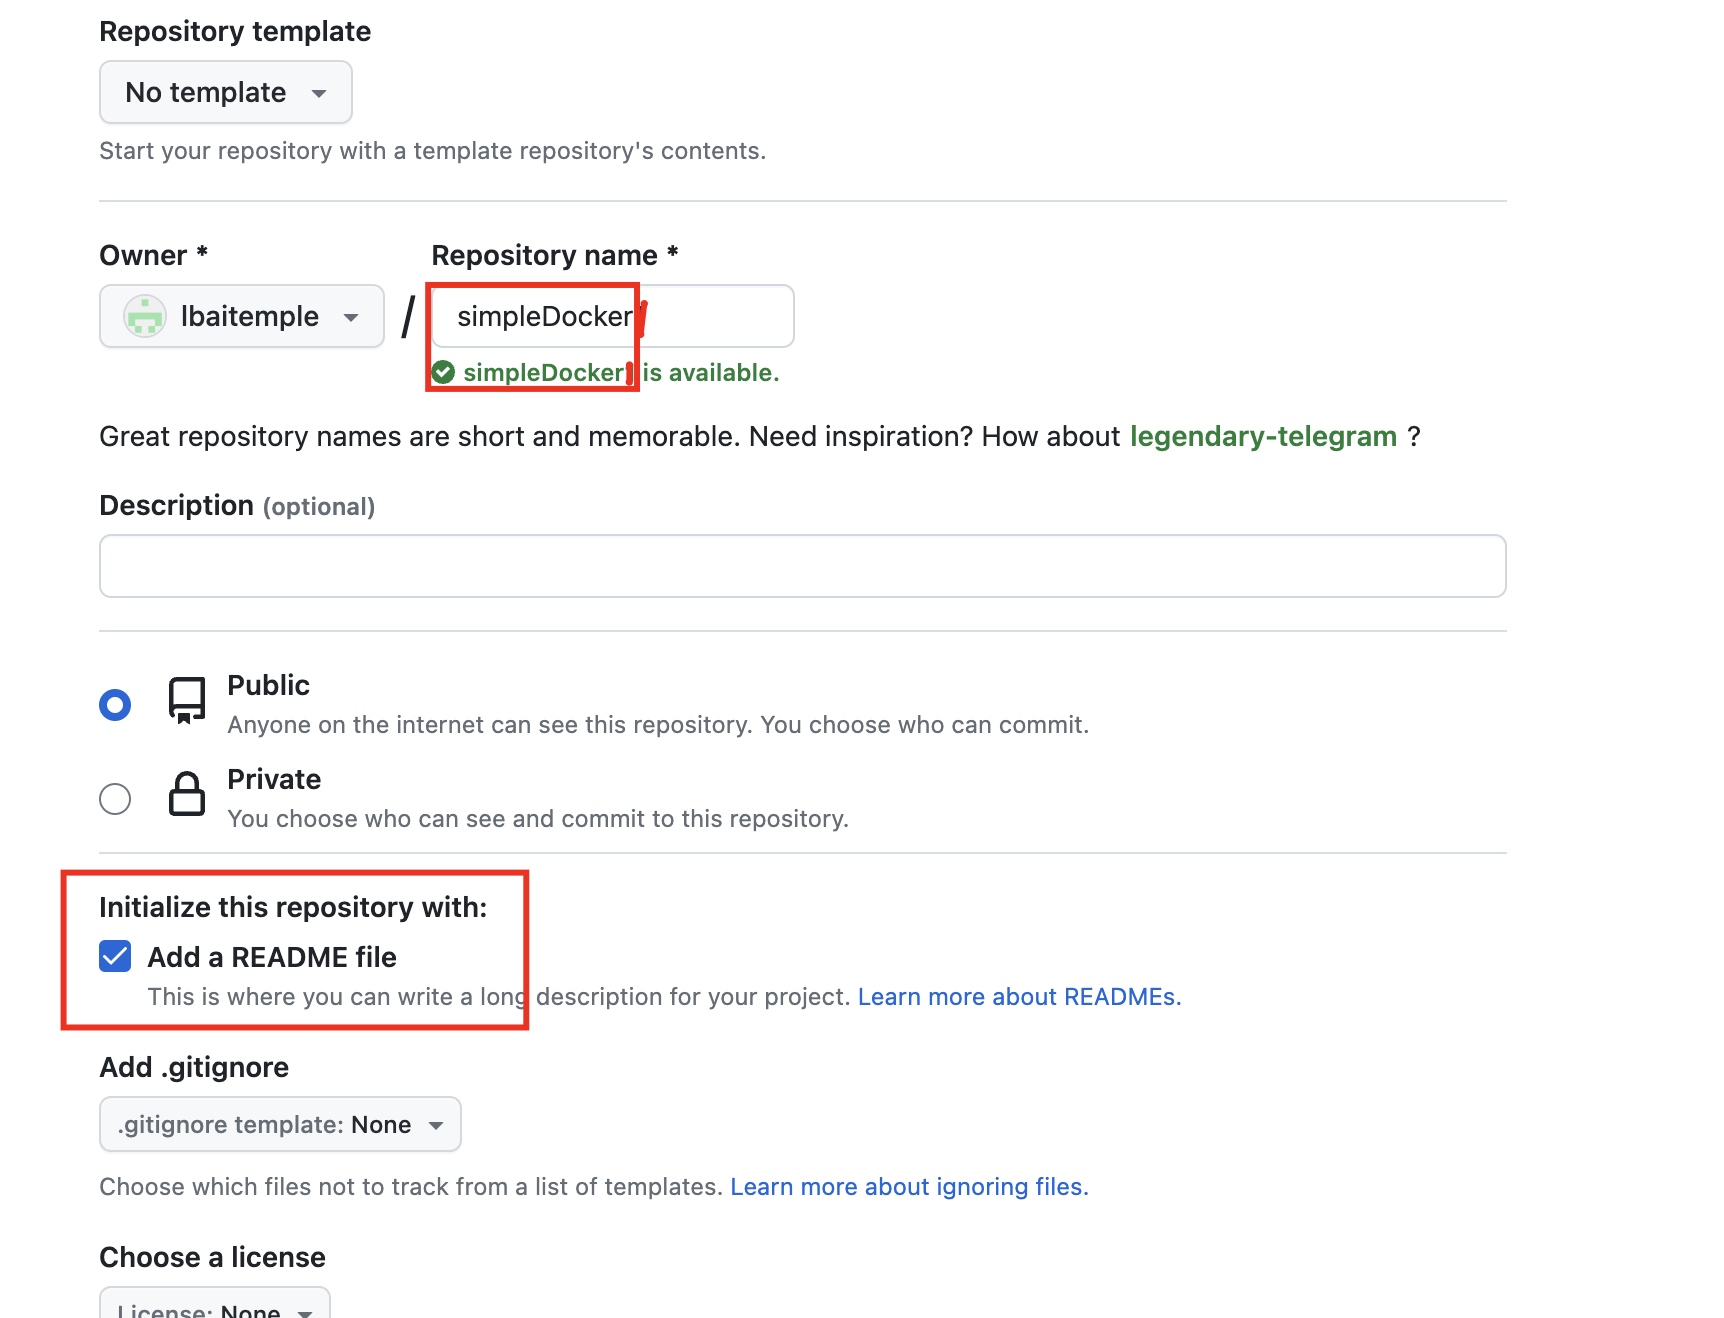 Repository template
No template
Start your repository with a template repository's contents.
Owner *
Repository name *
lbaitemple / simpleDocker
simpleDocker is available.
Great repository names are short and memorable. Need inspiration? How about legendary-telegram ?
Description (optional)
Public
Anyone on the internet can see this repository. You choose who can commit.
Private
You choose who can see and commit to this repository.
Initialize this repository with:
Add a README file
This is where you can write a long description for your project. Learn more about READMEs.
Add .gitignore
.gitignore template: None
Choose which files not to track from a list of templates. Learn more about ignoring files.
Choose a license
License: None